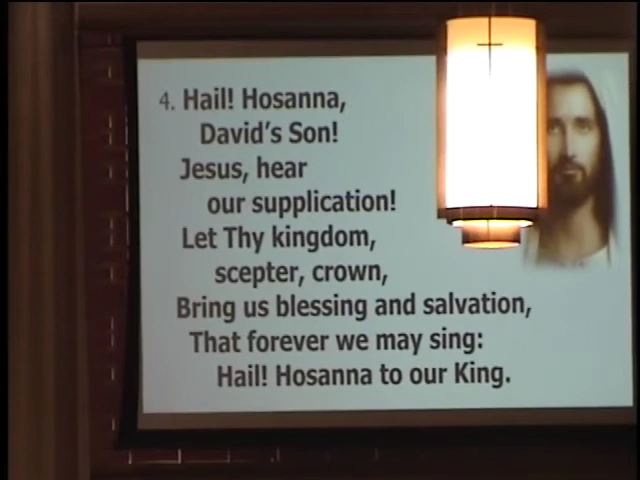 4. Hail! Hosanna,
David's Son!
Jesus, hear
our supplication!
Let Thy kingdom,
scepter, crown,
Bring us blessing and salvation,
That forever we may sing:
Hail! Hosanna to our King.